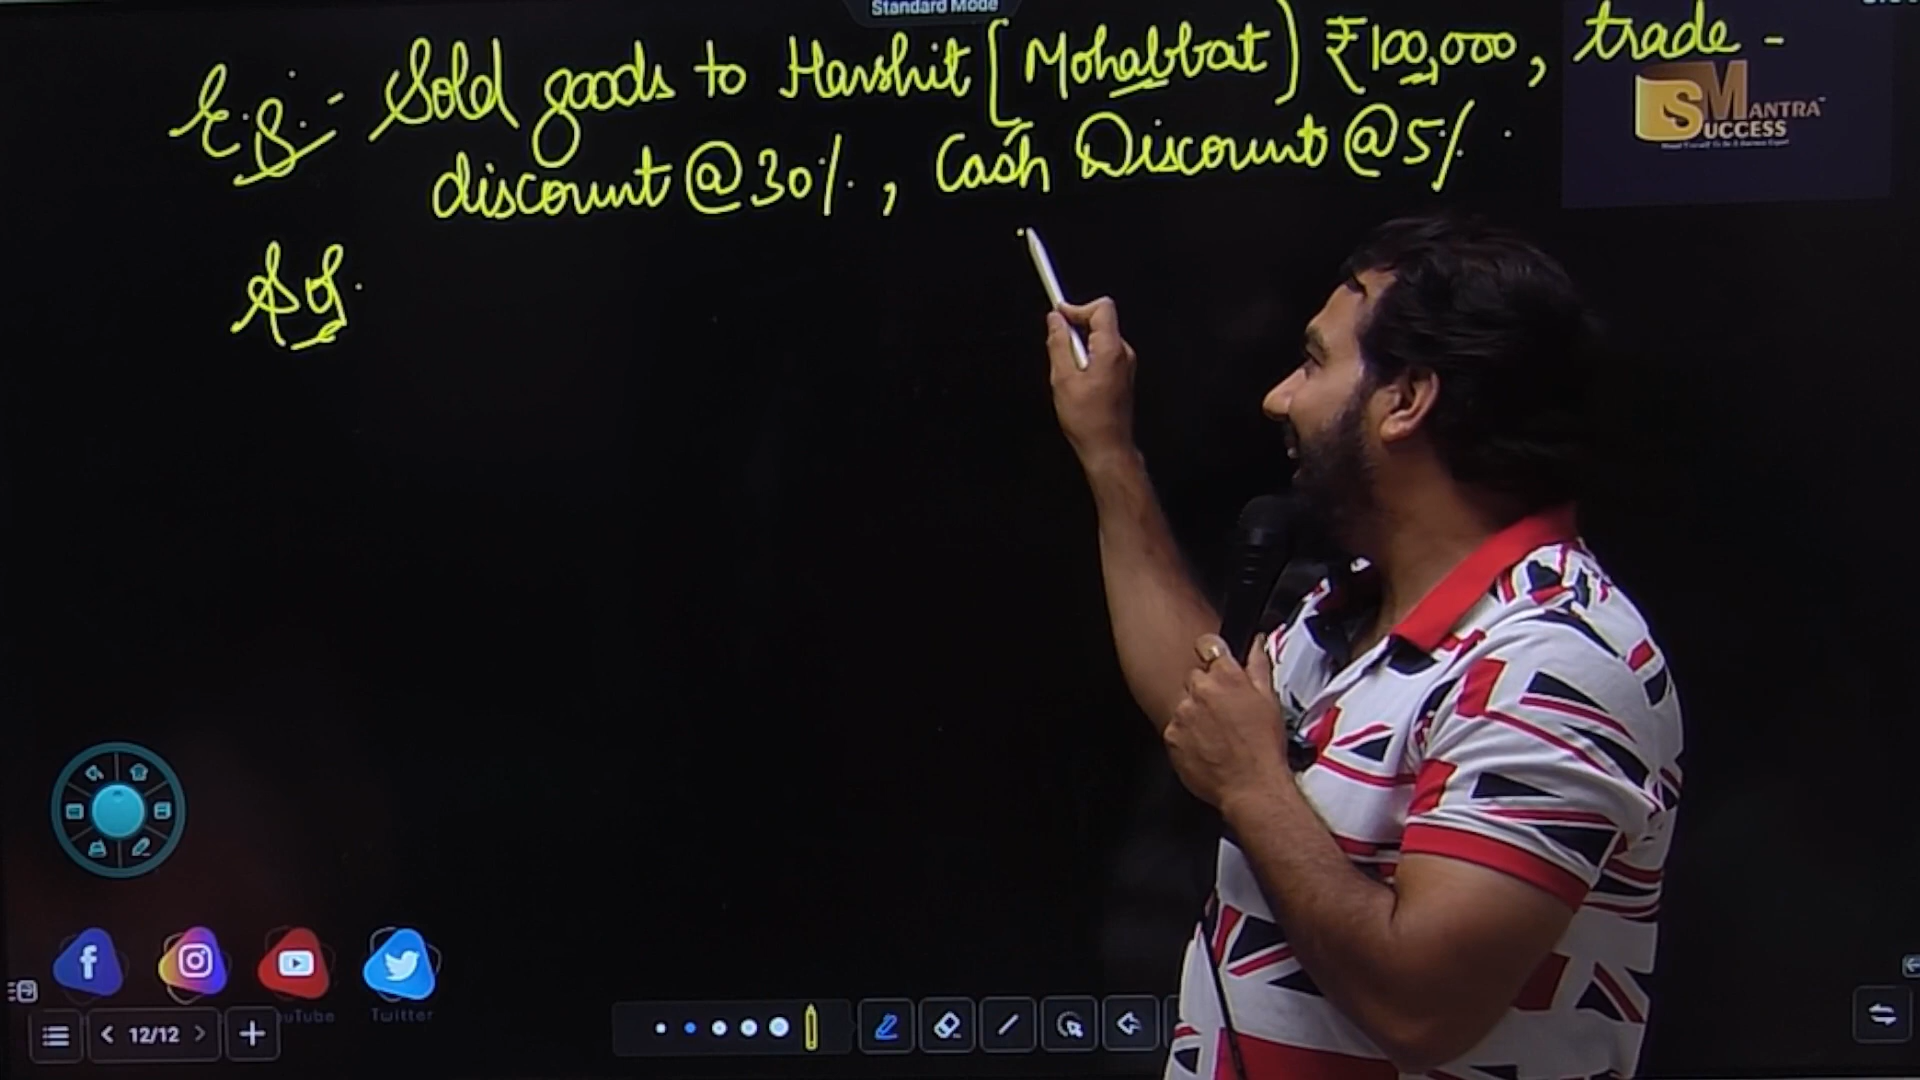 Standard Mode
E.g.- Sold goods to Harshit [Mohabbat) ₹100,000, trade -
discount @ 30%, Cash Discount @ 5%.
SMANTRA
SUCCESS
Sol.
12/12
Twitter